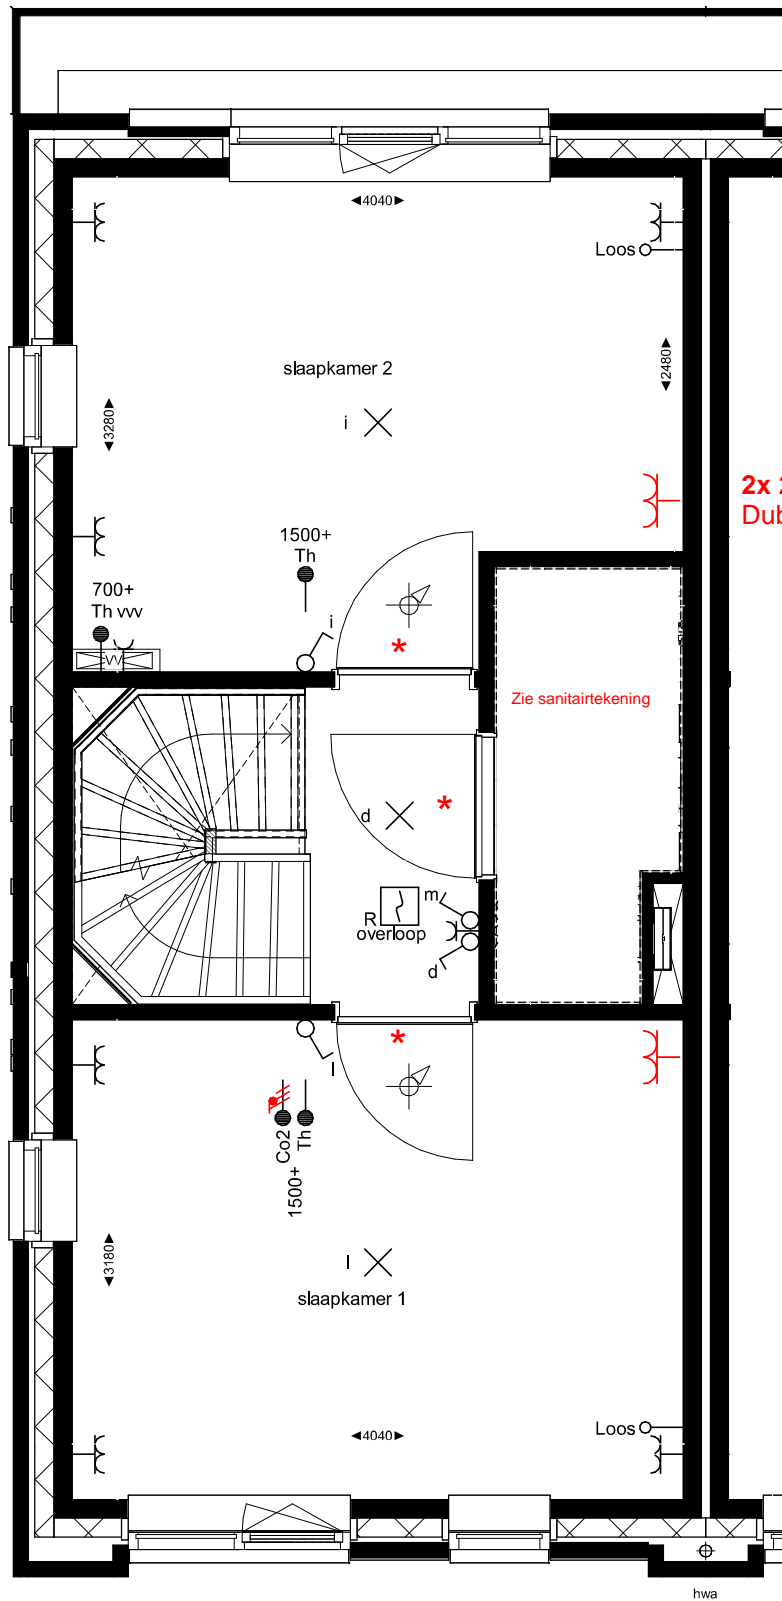 4040
Loos
slaapkamer 2
2480
3280
i
2x
Dub
1500+
Th
700+
Th vvv
i
VV
Zie sanitairtekening
d
m
R
overloop
d
l
Co2
Th
1500+
l
3180
slaapkamer 1
Loos
4040
hwa